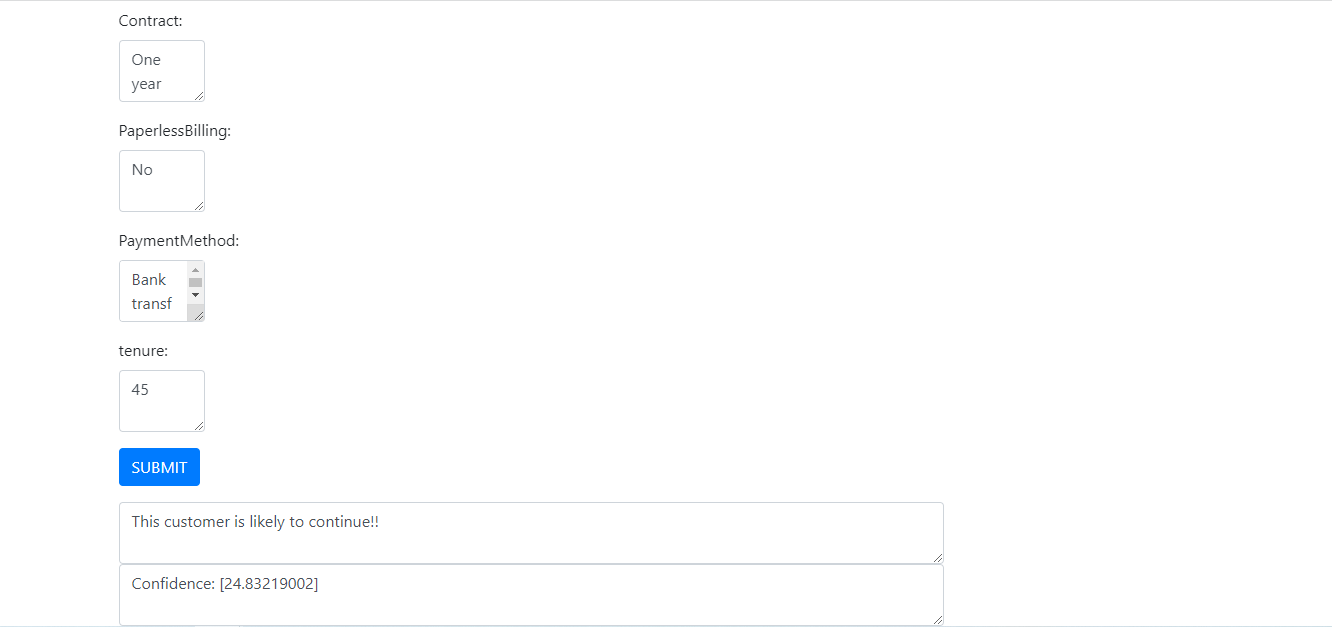 Contract:
One
year
PaperlessBilling:
No
PaymentMethod:
Bank
transf
tenure:
45
SUBMIT
This customer is likely to continue!!
Confidence: [24.83219002]